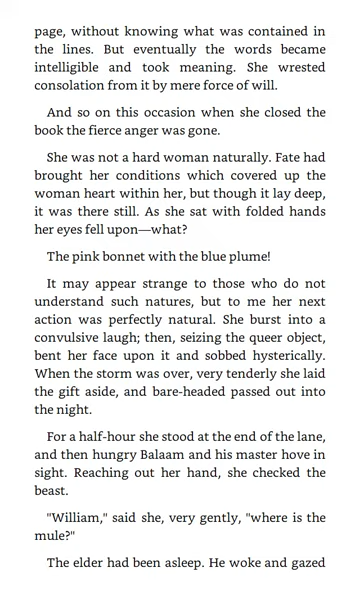 page, without knowing what was contained in
the lines. But eventually the words became
intelligible and took meaning. She wrested
consolation from it by mere force of will.
And so on this occasion when she closed the
book the fierce anger was gone.
She was not a hard woman naturally. Fate had
brought her conditions which covered up the
woman heart within her, but though it lay deep,
it was there still. As she sat with folded hands
her eyes fell upon—what?
The pink bonnet with the blue plume!
It may appear strange to those who do not
understand such natures, but to me her next
action was perfectly natural. She burst into a
convulsive laugh; then, seizing the queer object,
bent her face upon it and sobbed hysterically.
When the storm was over, very tenderly she laid
the gift aside, and bare-headed passed out into
the night.
For a half-hour she stood at the end of the lane,
and then hungry Balaam and his master hove in
sight. Reaching out her hand, she checked the
beast.
"William," said she, very gently, "where is the
mule?"
The elder had been asleep. He woke and gazed